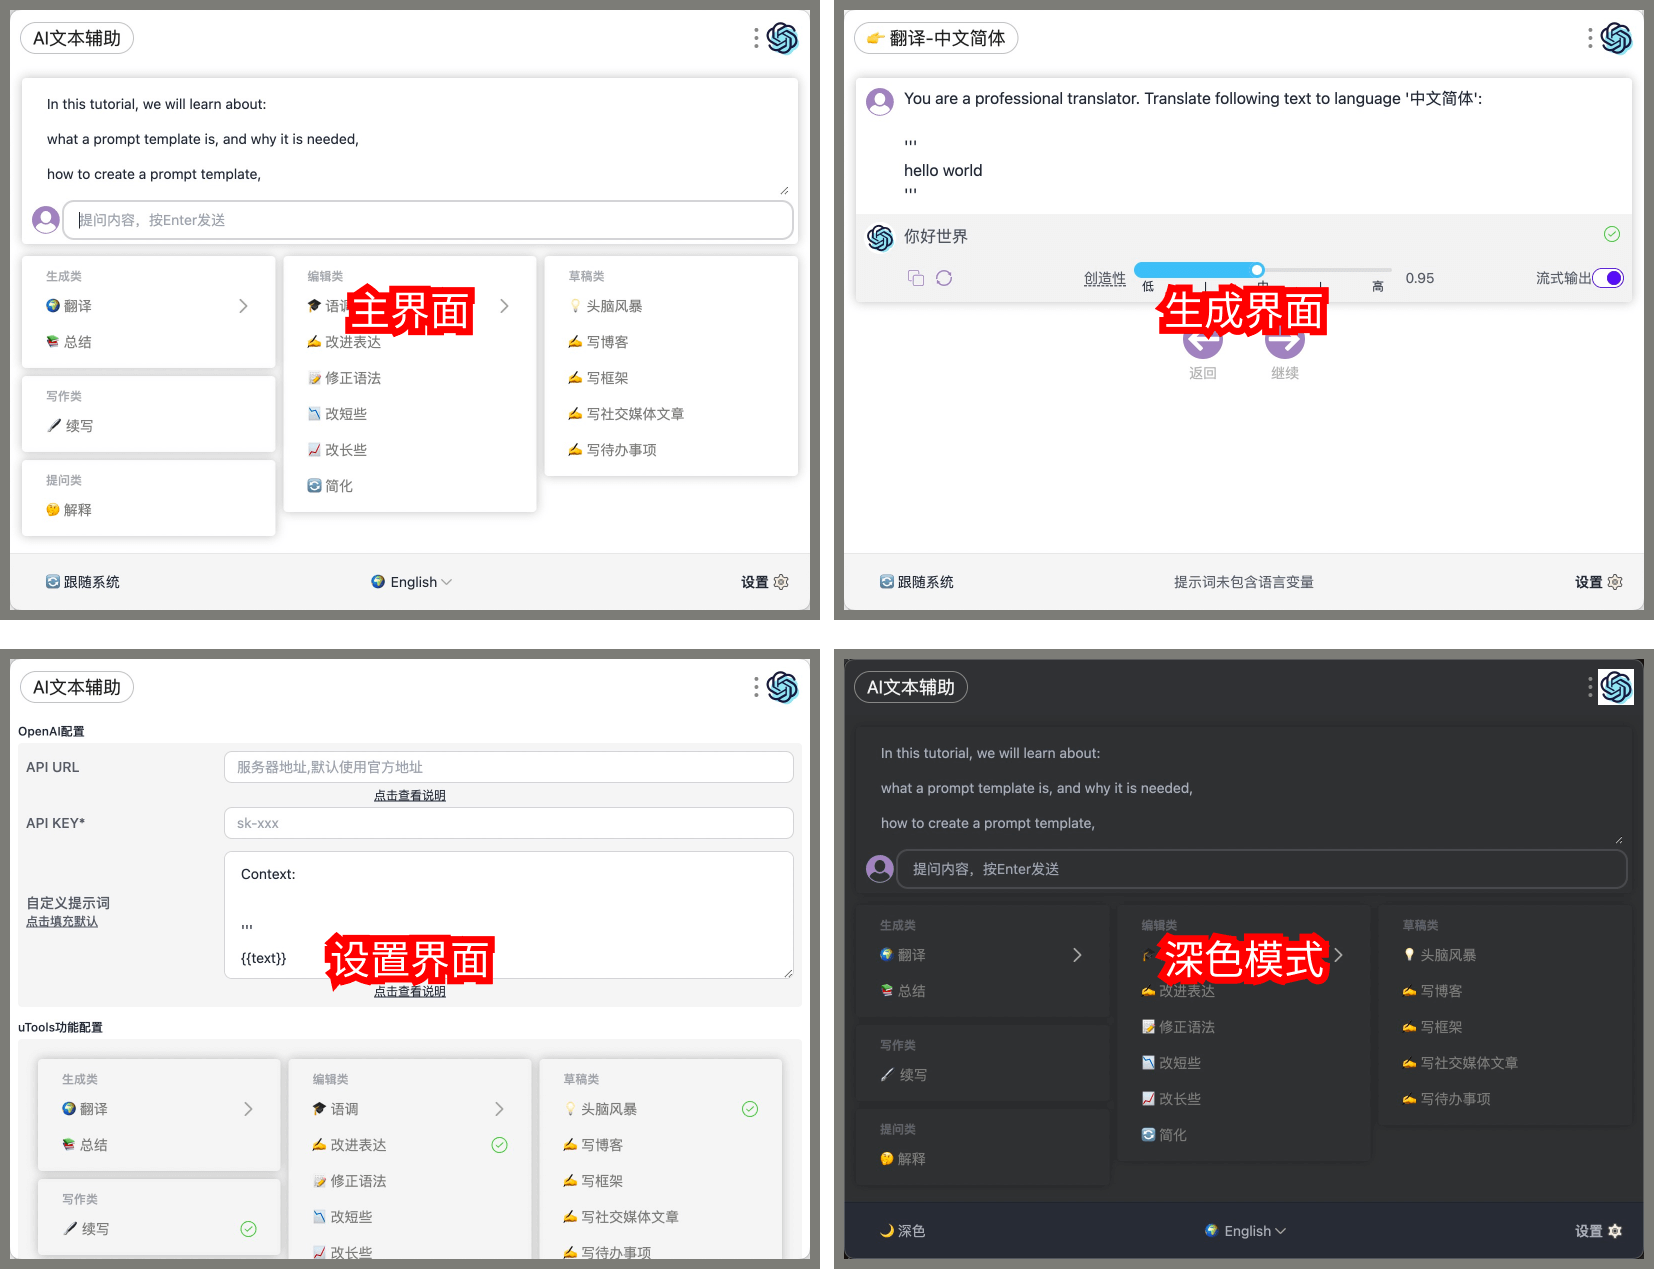 AI文本辅助
In this tutorial, we will learn about:
what a prompt template is, and why it is needed,
how to create a prompt template,
提问内容，按Enter发送
生成类
翻译
总结
写作类
续写
提问类
解释
编辑类
语调
主界面
改进表达
修正语法
改短些
改长些
简化
草稿类
头脑风暴
写博客
写框架
写社交媒体文章
写待办事项
跟随系统
English
设置
翻译-中文简体
You are a professional translator. Translate following text to language '中文简体':
'''
hello world
'''
你好世界
创造性
低
中
高
0.95
流式输出
生成界面
返回
继续
跟随系统
提示词未包含语言变量
设置
AI文本辅助
OpenAI配置
API URL
服务器地址,默认使用官方地址
点击查看说明
API KEY*
sk-xxx
自定义提示词
点击填充默认
Context:
'''
{{text}}
设置界面
点击查看说明
uTools功能配置
生成类
翻译
总结
写作类
续写
编辑类
语调
改进表达
修正语法
改短些
改长些
草稿类
头脑风暴
写博客
写框架
写社交媒体文章
写待办事项
AI文本辅助
In this tutorial, we will learn about:
what a prompt template is, and why it is needed,
how to create a prompt template,
提问内容，按Enter发送
生成类
翻译
总结
写作类
续写
提问类
解释
编辑类
深色模式
改进表达
修正语法
改短些
改长些
简化
草稿类
头脑风暴
写博客
写框架
写社交媒体文章
写待办事项
深色
English
设置